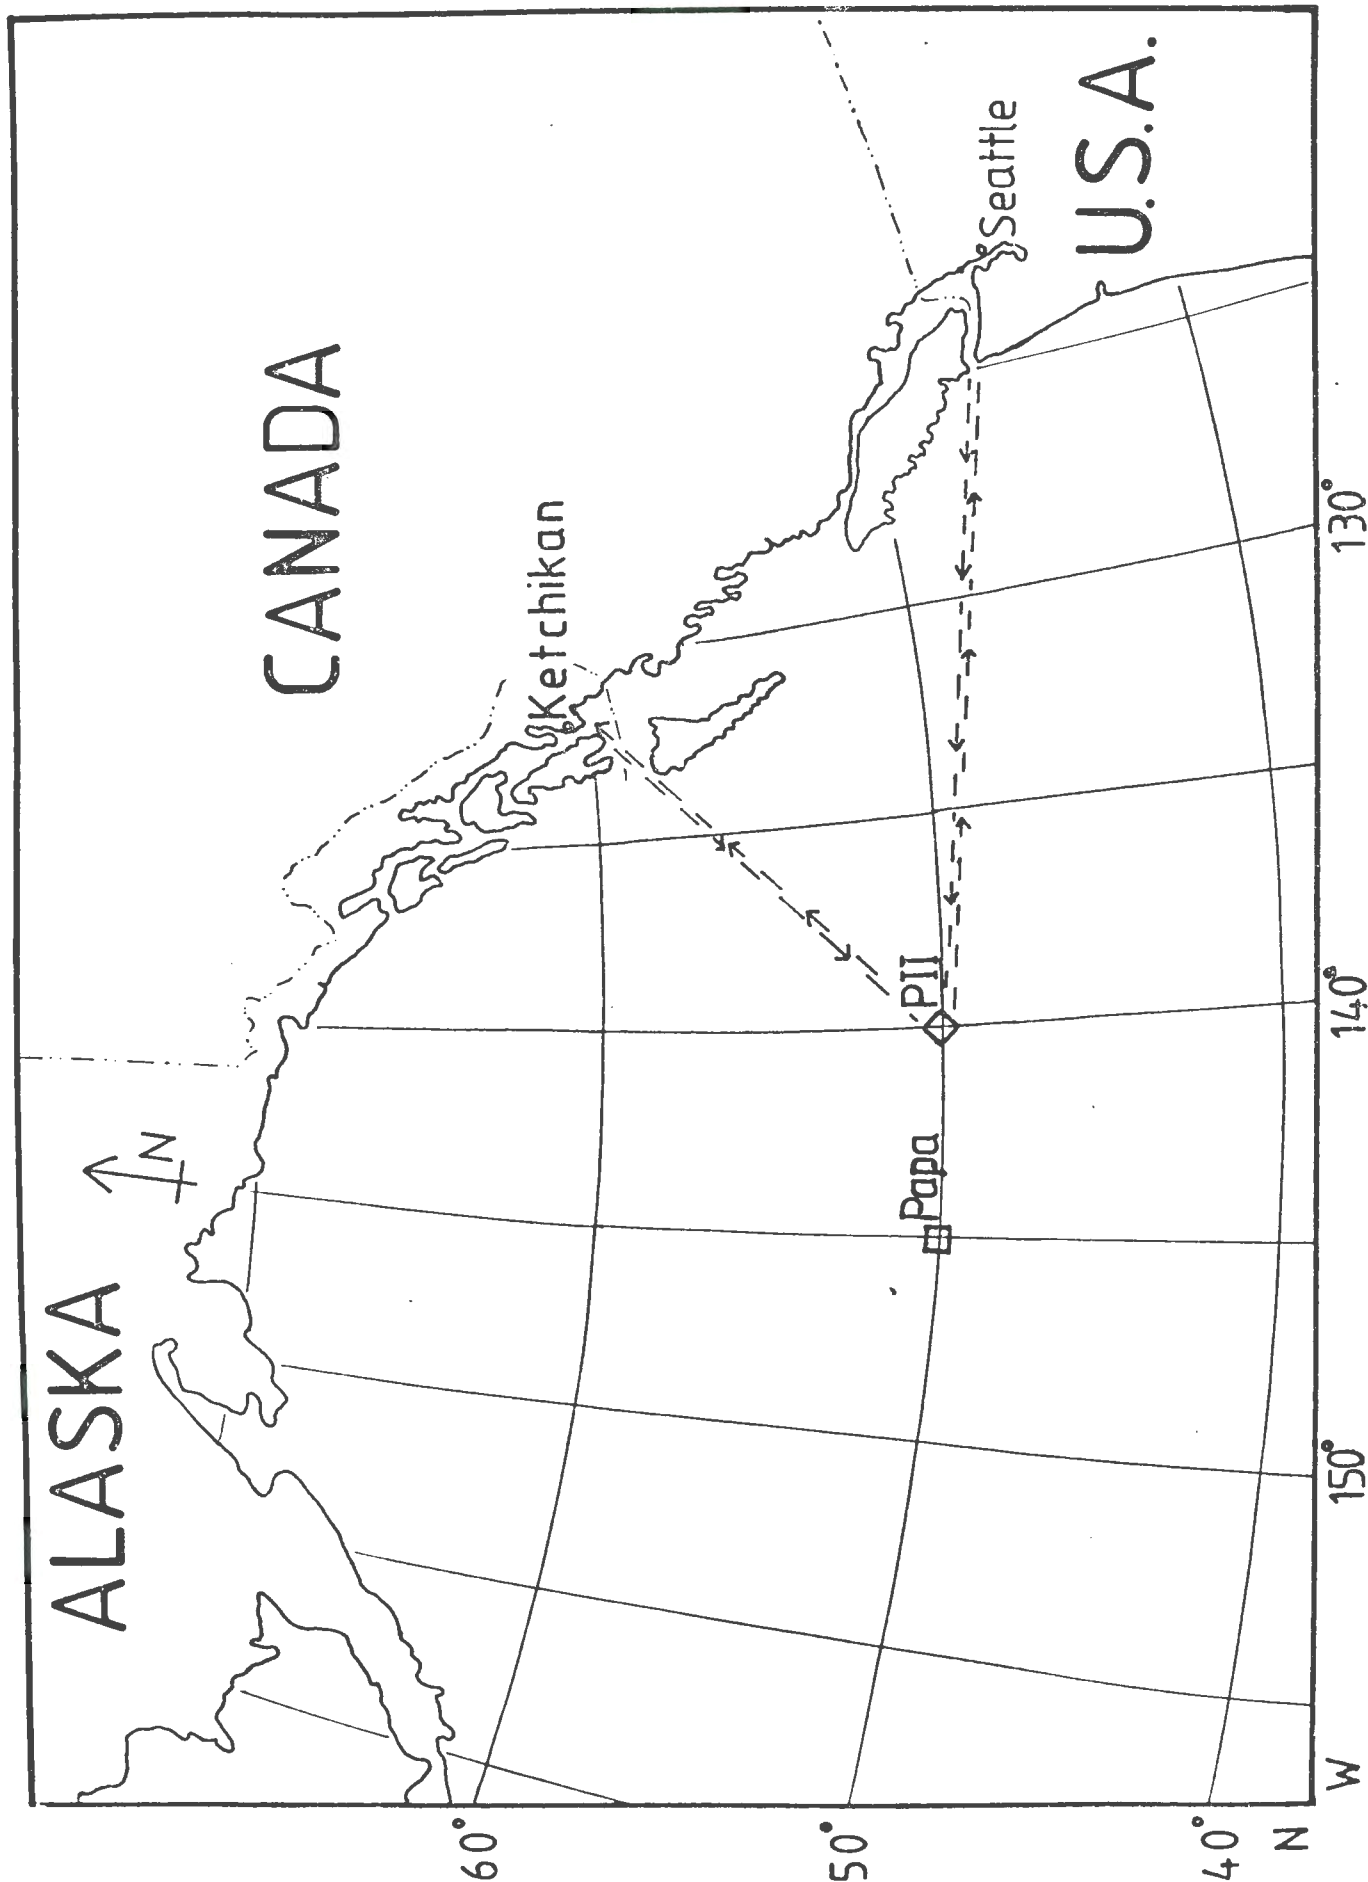 ALASKA
CANADA
U.S.A.
N
Ketchikan
Seattle
Papa
PII
60°
50°
40°
N
W
150°
140°
130°